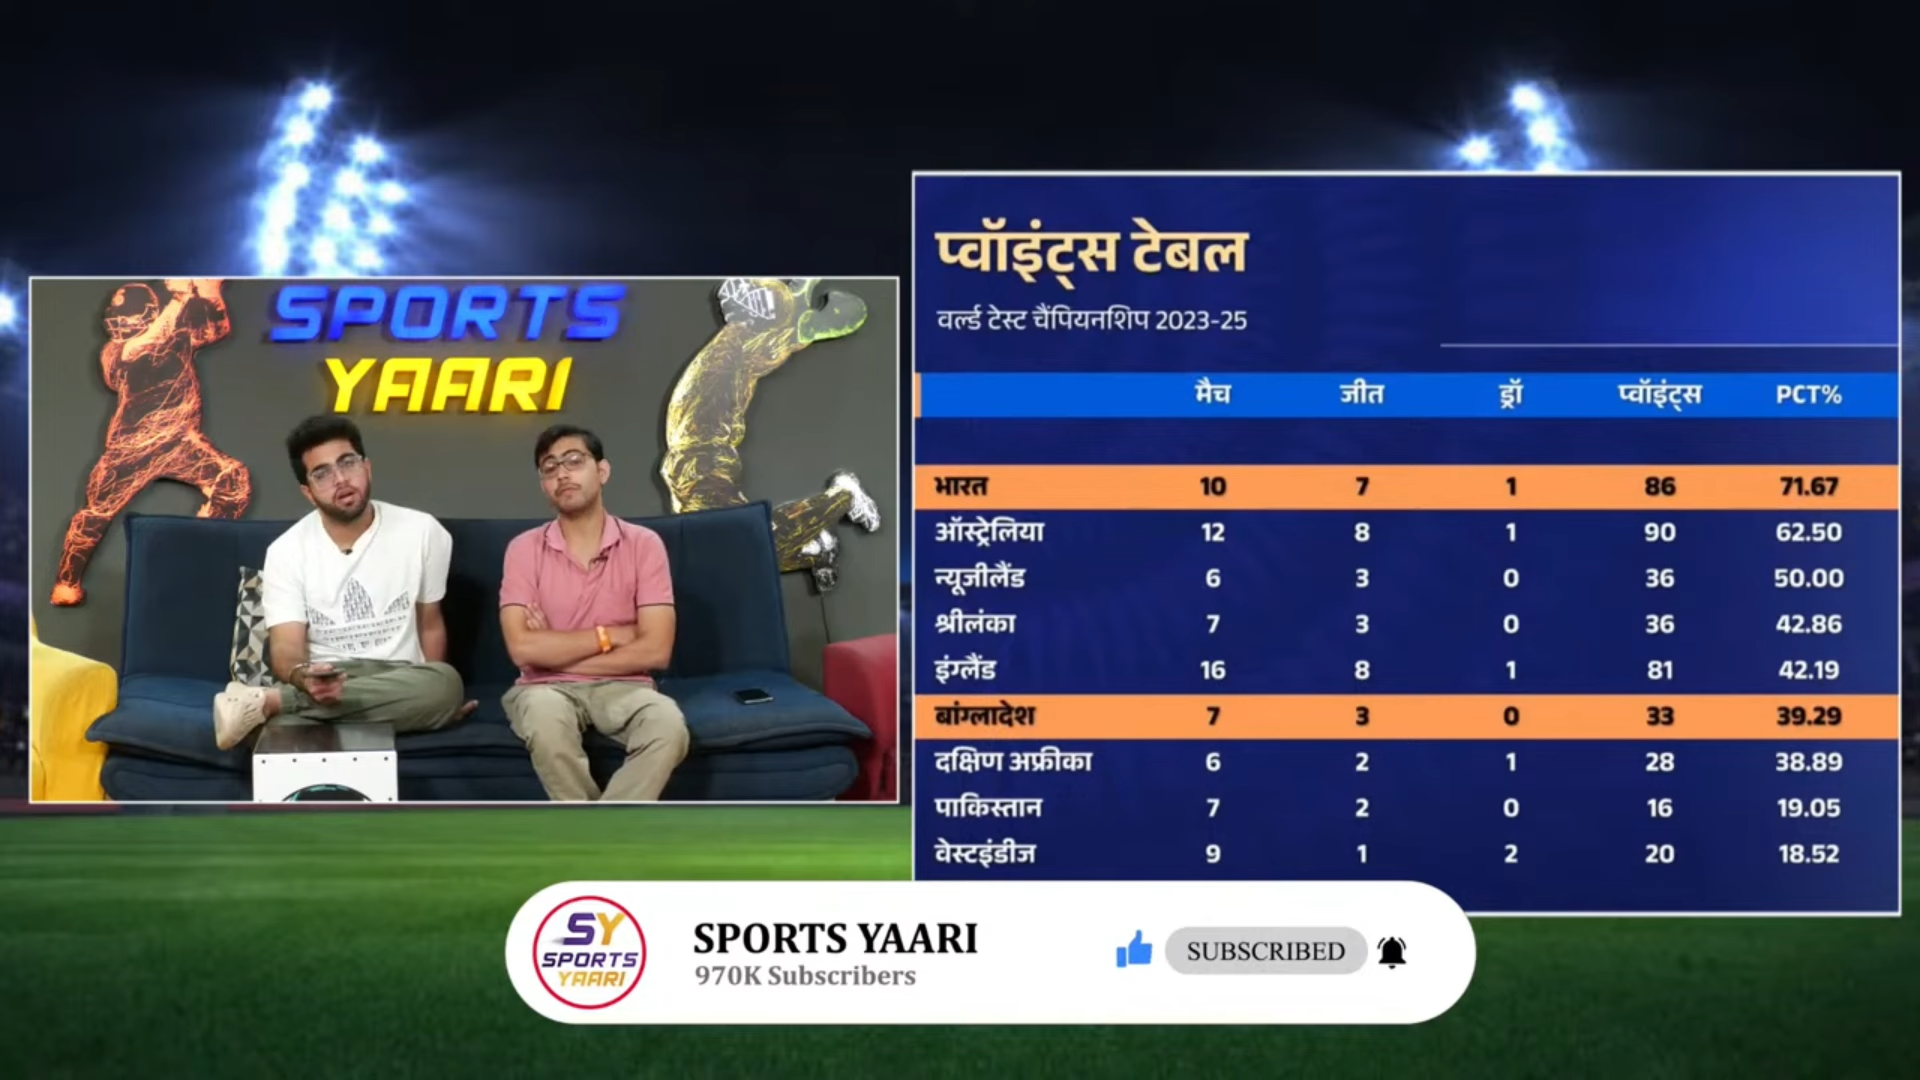 SPORTS
YAARI
प्वॉइंट्स टेबल
वर्ल्ड टेस्ट चैंपियनशिप 2023-25
मैच जीत ड्रॉ प्वॉइंट्स PCT%
भारत 10 7 1 86 71.67
ऑस्ट्रेलिया 12 8 1 90 62.50
न्यूजीलैंड 6 3 0 36 50.00
श्रीलंका 7 3 0 36 42.86
इंग्लैंड 16 8 1 81 42.19
बांग्लादेश 7 3 0 33 39.29
दक्षिण अफ्रीका 6 2 1 28 38.89
पाकिस्तान 7 2 0 16 19.05
वेस्टइंडीज 9 1 2 20 18.52
SY
SPORTS
YAARI
SPORTS YAARI
970K Subscribers
SUBSCRIBED